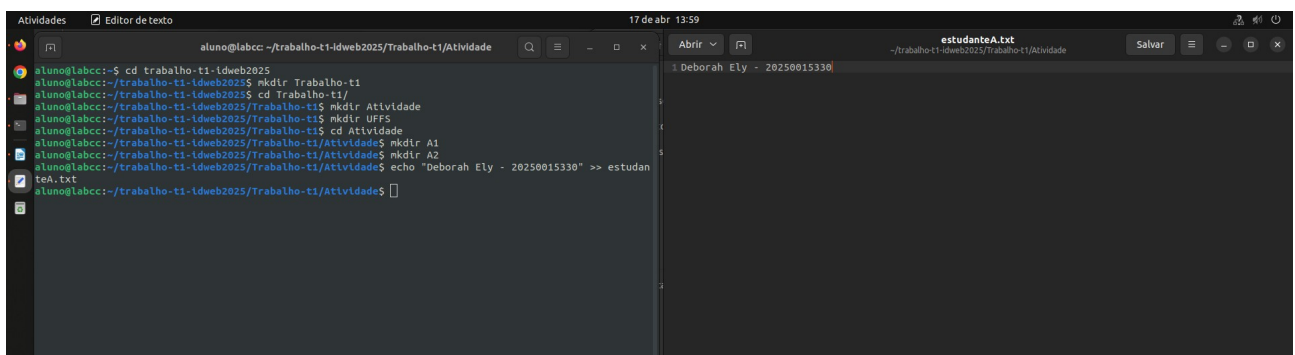 Atividades Editor de texto 17 de abr 13:59
aluno@labcc: ~/trabalho-t1-idweb2025/Trabalho-t1/Atividade
aluno@labcc:~$ cd trabalho-t1-idweb2025
aluno@labcc:~/trabalho-t1-idweb2025$ mkdir Trabalho-t1
aluno@labcc:~/trabalho-t1-idweb2025$ cd Trabalho-t1/
aluno@labcc:~/trabalho-t1-idweb2025/Trabalho-t1$ mkdir Atividade
aluno@labcc:~/trabalho-t1-idweb2025/Trabalho-t1$ mkdir UFFS
aluno@labcc:~/trabalho-t1-idweb2025/Trabalho-t1$ cd Atividade
aluno@labcc:~/trabalho-t1-idweb2025/Trabalho-t1/Atividade$ mkdir A1
aluno@labcc:~/trabalho-t1-idweb2025/Trabalho-t1/Atividade$ mkdir A2
aluno@labcc:~/trabalho-t1-idweb2025/Trabalho-t1/Atividade$ echo "Deborah Ely - 20250015330" >> estudan
teA.txt
aluno@labcc:~/trabalho-t1-idweb2025/Trabalho-t1/Atividade$
Abrir estudanteA.txt Salvar
~/trabalho-t1-idweb2025/Trabalho-t1/Atividade
1 Deborah Ely - 20250015330